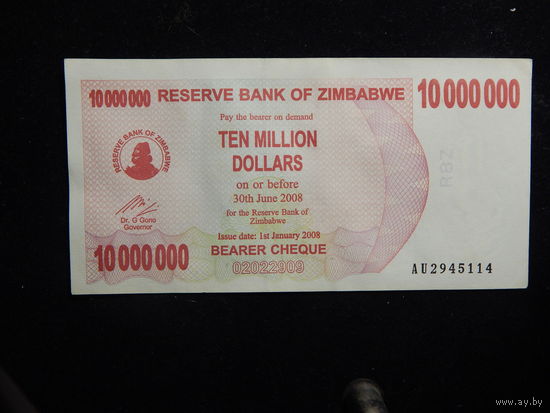 10 000 000 RESERVE BANK OF ZIMBABWE 10 000 000
Pay the bearer on demand
TEN MILLION
DOLLARS
RESERVE BANK OF ZIMBABWE
on or before
30th June 2008
for the Reserve Bank of
Zimbabwe
Dr. G Gono
Governor
Issue date: 1st January 2008
10 000 000 BEARER CHEQUE
02022909
RBZ
AU2945114
www.ay.by